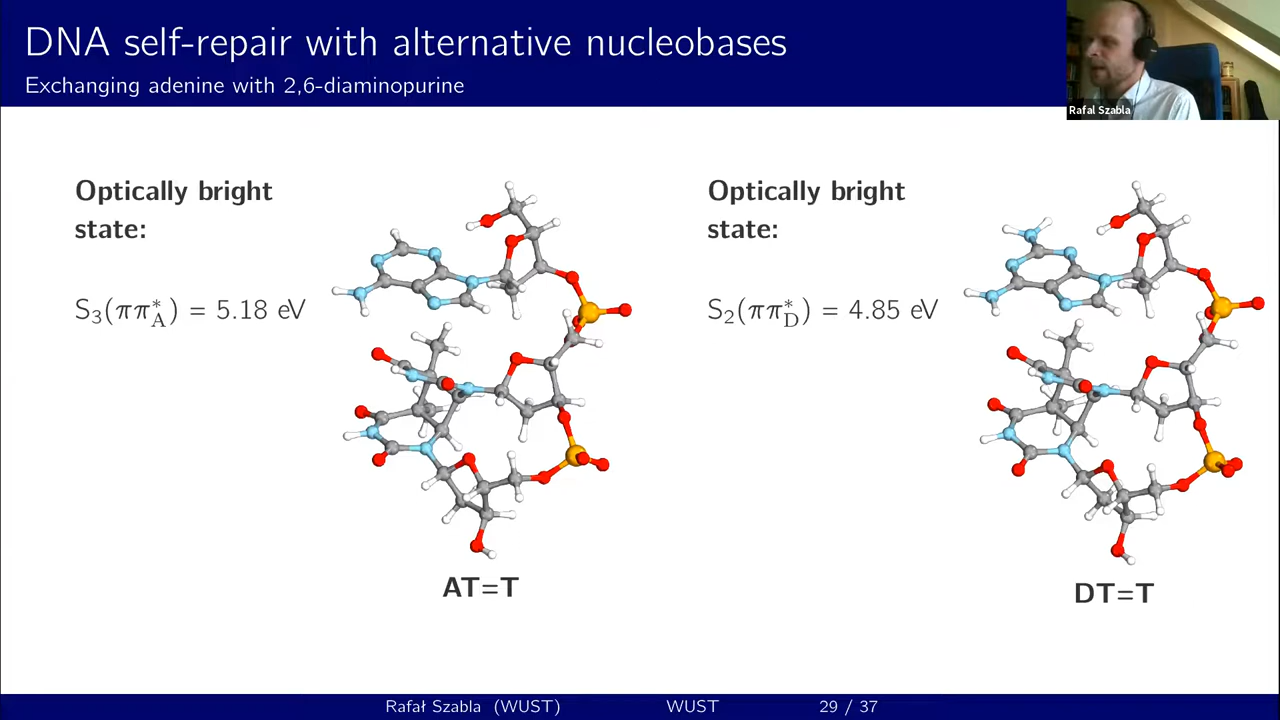 DNA self-repair with alternative nucleobases
Exchanging adenine with 2,6-diaminopurine
Rafal Szabla
Optically bright
state:
S₃(ππ*_A) = 5.18 eV
AT=T
Optically bright
state:
S₂(ππ*_D) = 4.85 eV
DT=T
Rafał Szabla (WUST) WUST 29 / 37